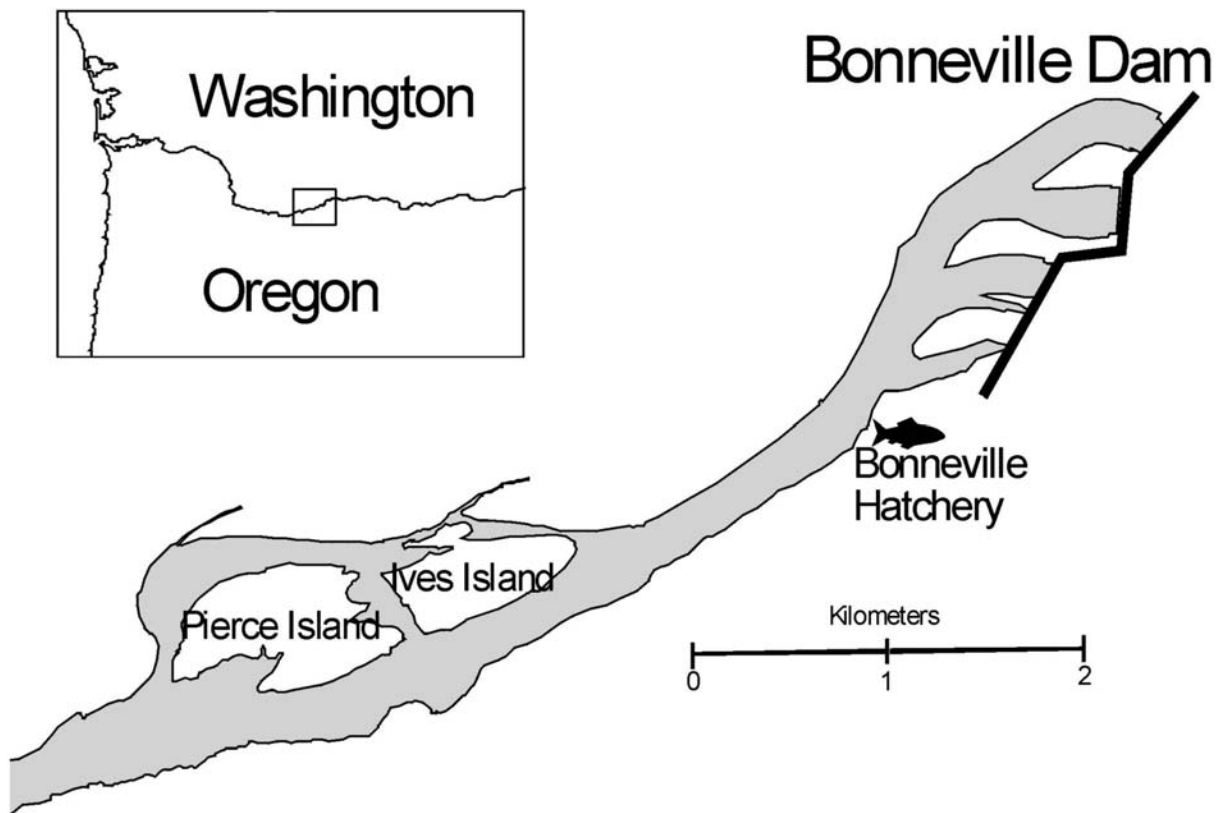 Washington
Oregon
Bonneville Dam
Bonneville
Hatchery
Ives Island
Pierce Island
Kilometers
0
1
2